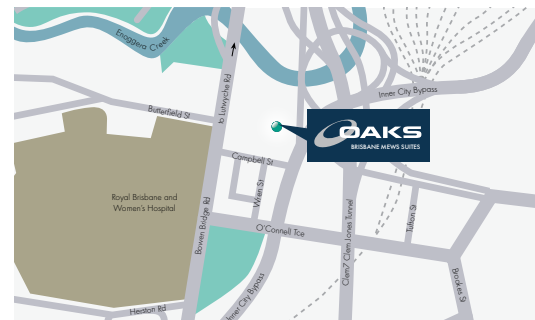 Enoggera Creek
to Lutwyche Rd
Inner City Bypass
Butterfield St
OAKS
BRISBANE MEWS SUITES
Campbell St
Wren St
Royal Brisbane and
Women's Hospital
Bowen Bridge Rd
O'Connell Tce
Clem7 Clem Jones Tunnel
Tufton St
Inner City Bypass
Brookes St
Herston Rd